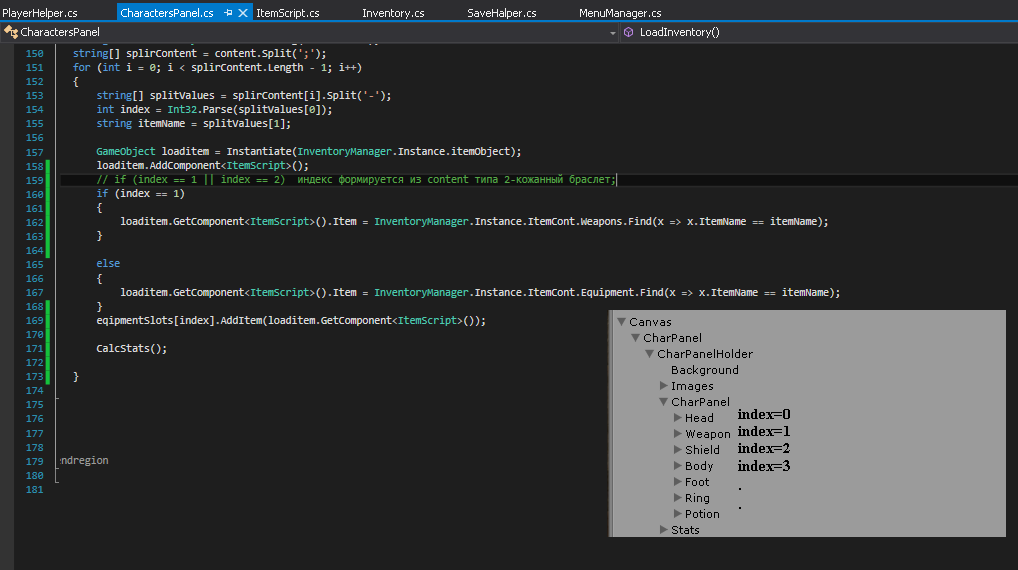 PlayerHelper.cs CharactersPanel.cs ItemScript.cs Inventory.cs SaveHalper.cs MenuManager.cs
CharactersPanel LoadInventory()
150 string[] splirContent = content.Split(';');
151 for (int i = 0; i < splirContent.Length - 1; i++)
152 {
153 string[] splitValues = splirContent[i].Split('-');
154 int index = Int32.Parse(splitValues[0]);
155 string itemName = splitValues[1];
156
157 GameObject loaditem = Instantiate(InventoryManager.Instance.itemObject);
158 loaditem.AddComponent<ItemScript>();
159 // if (index == 1 || index == 2)  индекс формируется из content типа 2-кожанный браслет;
160 if (index == 1)
161 {
162 loaditem.GetComponent<ItemScript>().Item = InventoryManager.Instance.ItemCont.Weapons.Find(x => x.ItemName == itemName);
163 }
164
165 else
166 {
167 loaditem.GetComponent<ItemScript>().Item = InventoryManager.Instance.ItemCont.Equipment.Find(x => x.ItemName == itemName);
168 }
169 eqipmentSlots[index].AddItem(loaditem.GetComponent<ItemScript>());
170
171 CalcStats();
172
173 }
174
175
176
177
178
179 endregion
180
181
Canvas
CharPanel
CharPanelHolder
Background
Images
CharPanel
Head index=0
Weapon index=1
Shield index=2
Body index=3
Foot .
Ring .
Potion
Stats